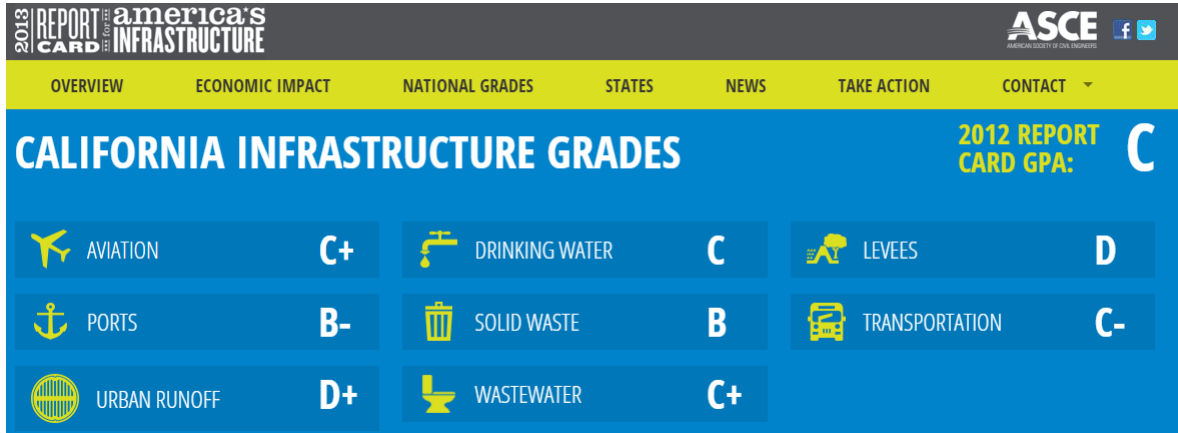 2013 REPORT CARD for america's INFRASTRUCTURE
ASCE
AMERICAN SOCIETY OF CIVIL ENGINEERS
OVERVIEW ECONOMIC IMPACT NATIONAL GRADES STATES NEWS TAKE ACTION CONTACT
CALIFORNIA INFRASTRUCTURE GRADES
2012 REPORT CARD GPA: C
AVIATION C+
DRINKING WATER C
LEVEES D
PORTS B-
SOLID WASTE B
TRANSPORTATION C-
URBAN RUNOFF D+
WASTEWATER C+